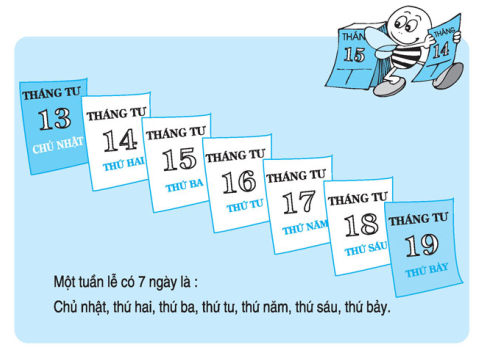 THÁN
15
THÁNG
14
THÁNG TƯ
13
CHỦ NHẬT
THÁNG TƯ
14
THỨ HAI
THÁNG TƯ
15
THỨ BA
THÁNG TƯ
16
THỨ TƯ
THÁNG TƯ
17
THỨ NĂM
THÁNG TƯ
18
THỨ SÁU
THÁNG TƯ
19
THỨ BẢY
Một tuần lễ có 7 ngày là :
Chủ nhật, thứ hai, thứ ba, thứ tư, thứ năm, thứ sáu, thứ bảy.